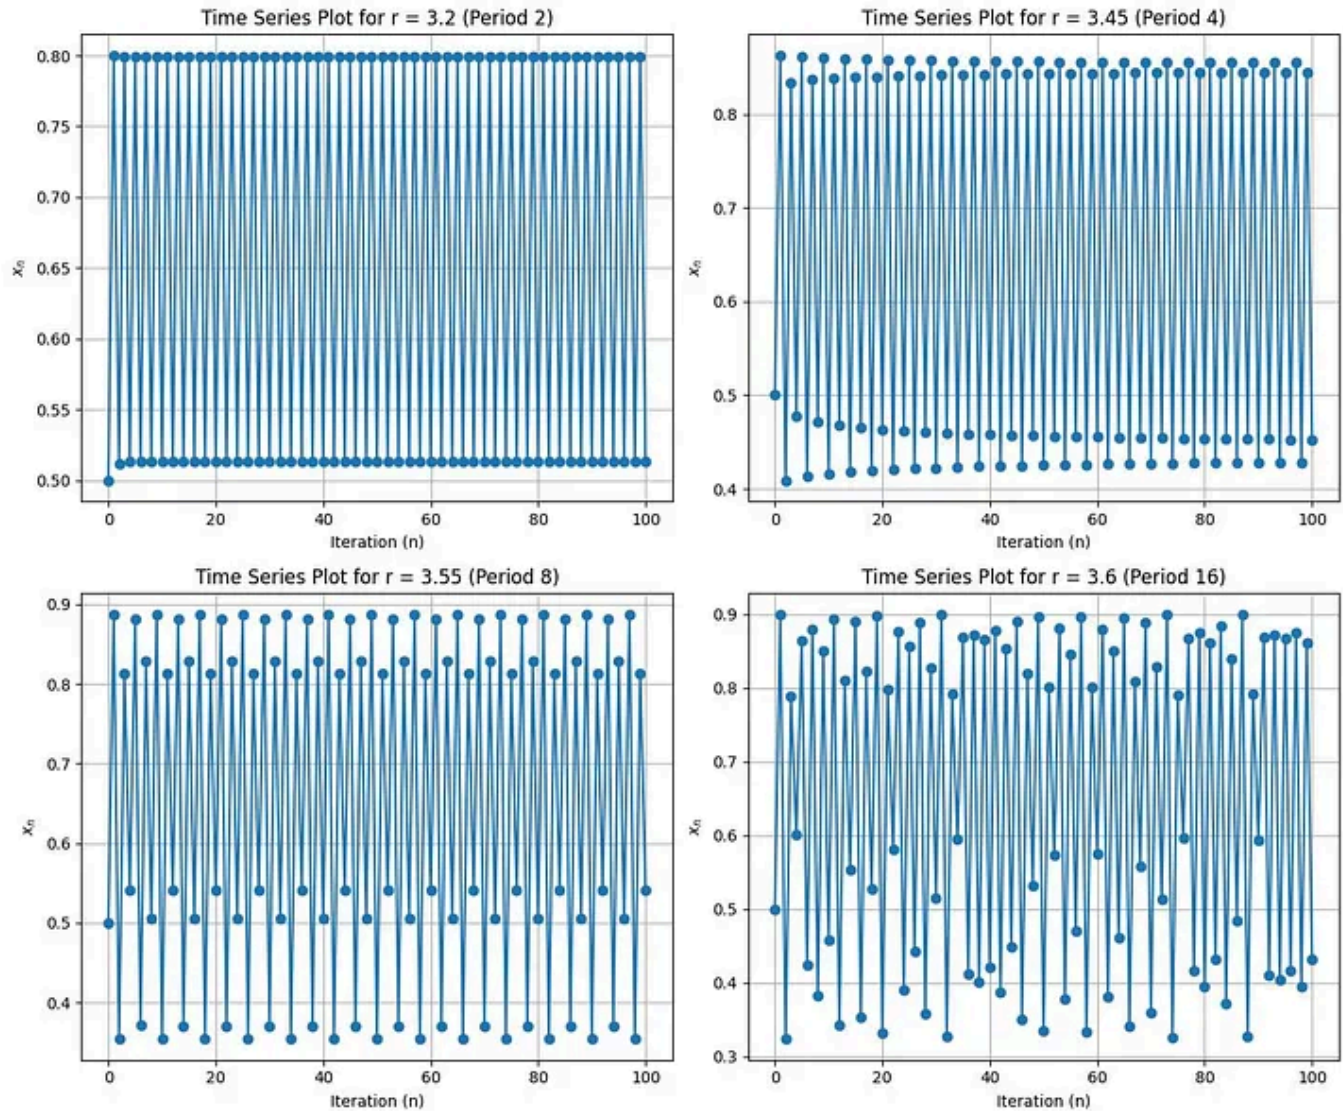 Time Series Plot for r = 3.2 (Period 2)
0.80
0.75
0.70
0.65
0.60
0.55
0.50
xₙ
0 20 40 60 80 100
Iteration (n)
Time Series Plot for r = 3.45 (Period 4)
0.8
0.7
0.6
0.5
0.4
xₙ
0 20 40 60 80 100
Iteration (n)
Time Series Plot for r = 3.55 (Period 8)
0.9
0.8
0.7
0.6
0.5
0.4
xₙ
0 20 40 60 80 100
Iteration (n)
Time Series Plot for r = 3.6 (Period 16)
0.9
0.8
0.7
0.6
0.5
0.4
0.3
xₙ
0 20 40 60 80 100
Iteration (n)